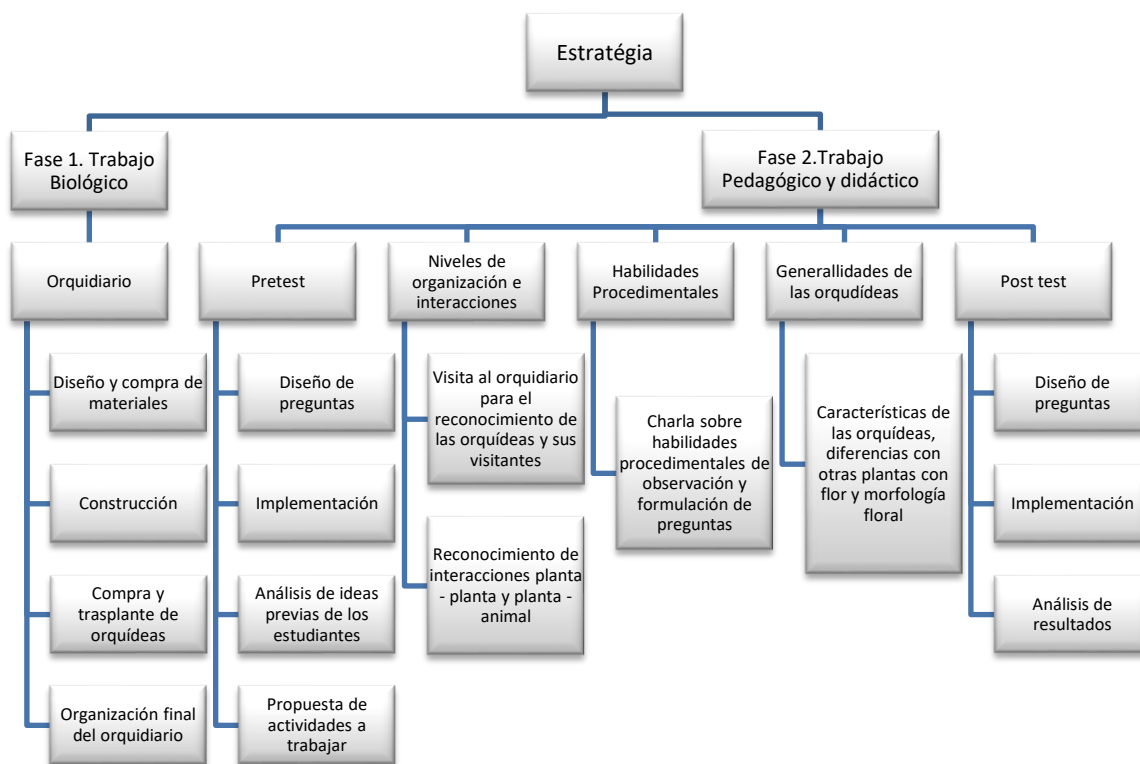 Estratégia
Fase 1. Trabajo
Biológico
Fase 2.Trabajo
Pedagógico y didáctico
Orquidiario
Pretest
Niveles de
organización e
interacciones
Habilidades
Procedimentales
Generallidades de
las orqudídeas
Post test
Diseño y compra de
materiales
Construcción
Compra y
trasplante de
orquídeas
Organización final
del orquidiario
Diseño de
preguntas
Implementación
Análisis de ideas
previas de los
estudiantes
Propuesta de
actividades a
trabajar
Visita al orquidiario
para el
reconocimiento de
las orquídeas y sus
visitantes
Reconocimiento de
interacciones planta
- planta y planta -
animal
Charla sobre
habilidades
procedimentales de
observación y
formulación de
preguntas
Características de
las orquídeas,
diferencias con
otras plantas con
flor y morfología
floral
Diseño de
preguntas
Implementación
Análisis de
resultados